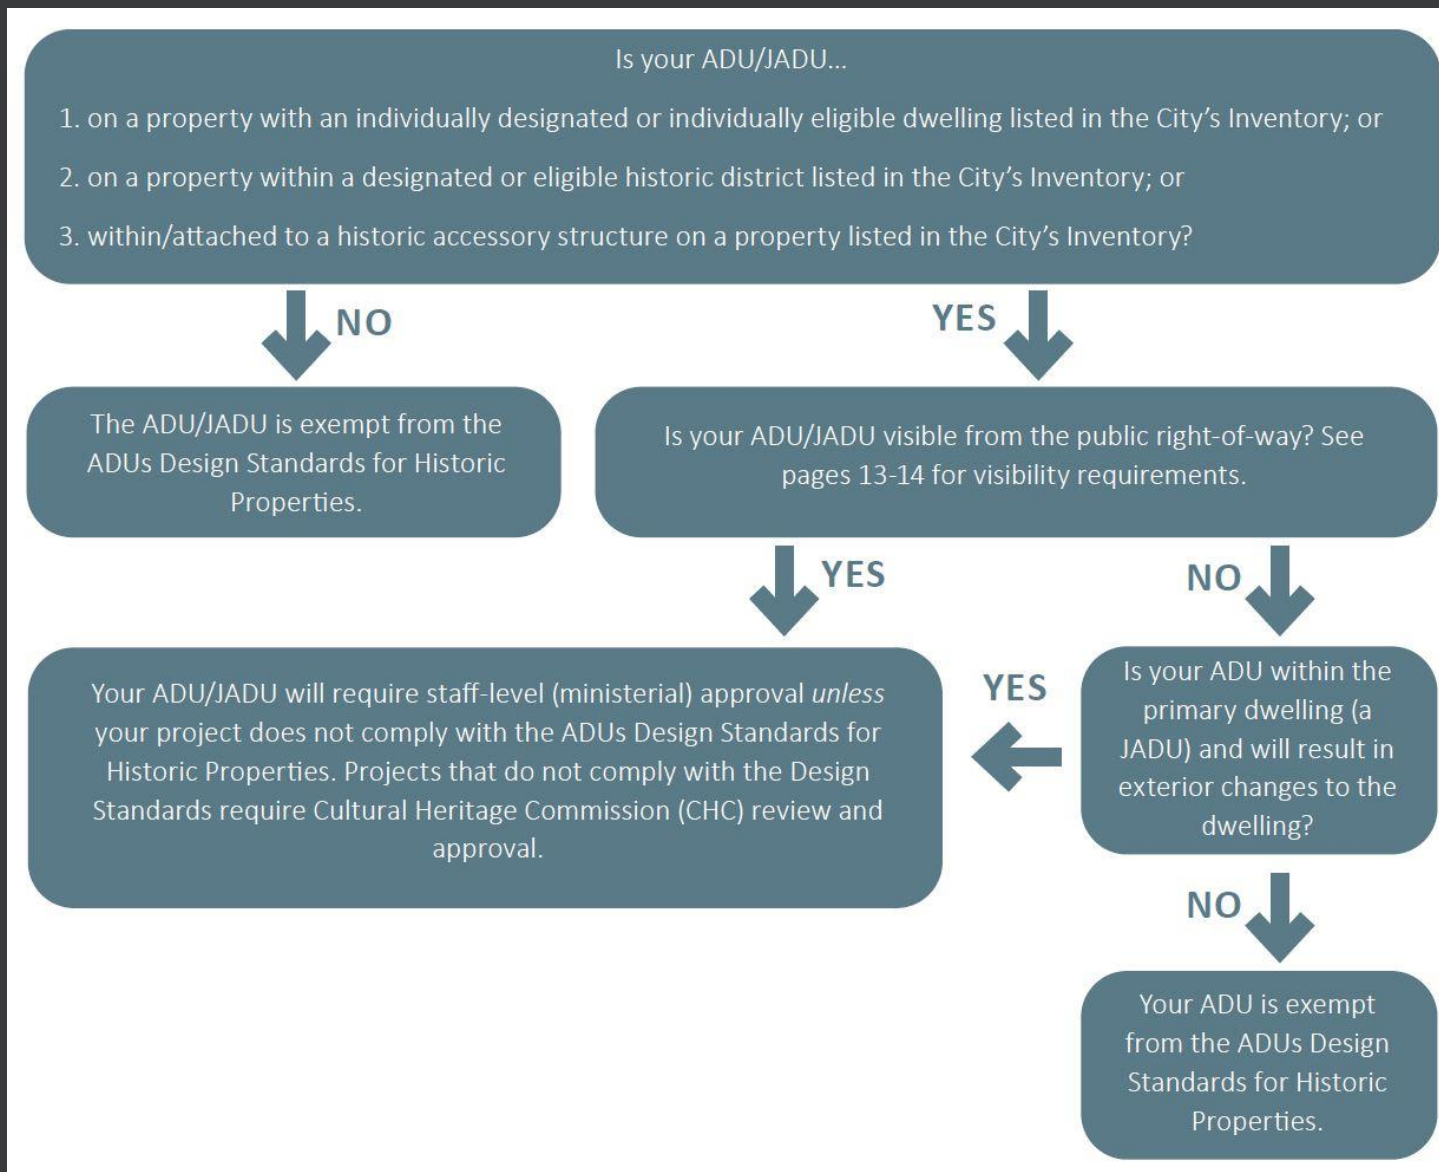 Is your ADU/JADU...
1. on a property with an individually designated or individually eligible dwelling listed in the City’s Inventory; or
2. on a property within a designated or eligible historic district listed in the City’s Inventory; or
3. within/attached to a historic accessory structure on a property listed in the City’s Inventory?
NO
YES
The ADU/JADU is exempt from the
ADUs Design Standards for Historic
Properties.
Is your ADU/JADU visible from the public right-of-way? See
pages 13-14 for visibility requirements.
YES
NO
Your ADU/JADU will require staff-level (ministerial) approval unless
your project does not comply with the ADUs Design Standards for
Historic Properties. Projects that do not comply with the Design
Standards require Cultural Heritage Commission (CHC) review and
approval.
YES
Is your ADU within the
primary dwelling (a
JADU) and will result in
exterior changes to the
dwelling?
NO
Your ADU is exempt
from the ADUs Design
Standards for Historic
Properties.